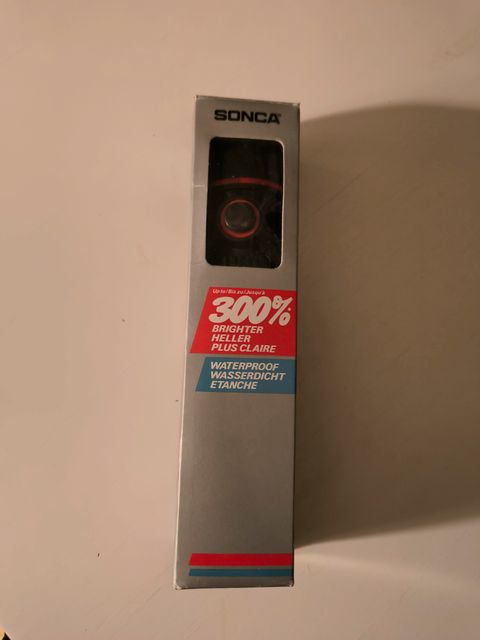 SONCA
Up to/Bis zu/Jusqu'à
300%
BRIGHTER
HELLER
PLUS CLAIRE
WATERPROOF
WASSERDICHT
ETANCHE